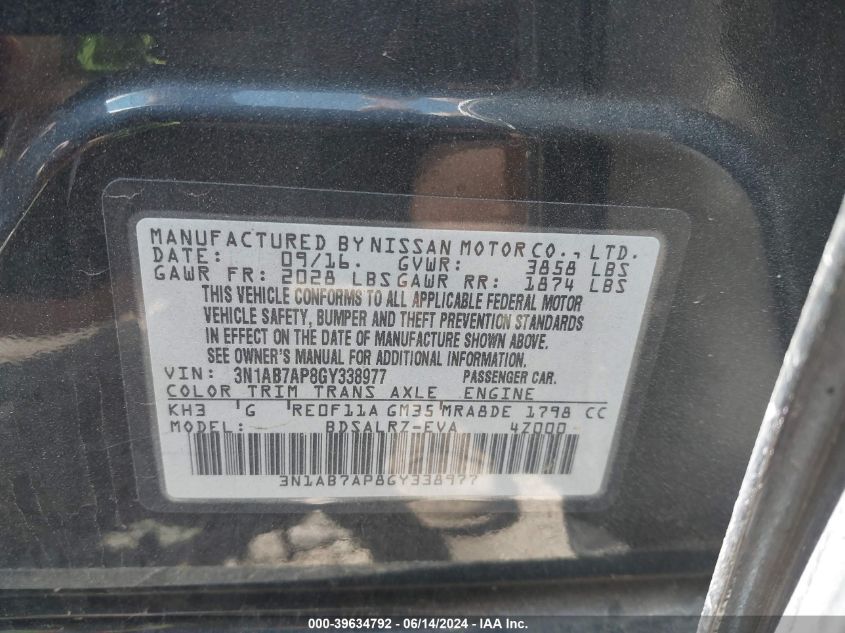 MANUFACTURED BY NISSAN MOTOR CO., LTD.
DATE: 09/16. GVWR: 3858 LBS
GAWR FR: 2028 LBS GAWR RR: 1874 LBS
THIS VEHICLE CONFORMS TO ALL APPLICABLE FEDERAL MOTOR
VEHICLE SAFETY, BUMPER AND THEFT PREVENTION STANDARDS
IN EFFECT ON THE DATE OF MANUFACTURE SHOWN ABOVE.
SEE OWNER'S MANUAL FOR ADDITIONAL INFORMATION.
VIN: 3N1AB7AP8GY338977 PASSENGER CAR.
COLOR TRIM TRANS AXLE ENGINE
KH3 'G 'RE0F11A GM35'MRA8DE 1798 CC
MODEL: BDSALRZ-EVA 4Z000
3N1AB7AP8GY338977
000-39634792 - 06/14/2024 - IAA Inc.